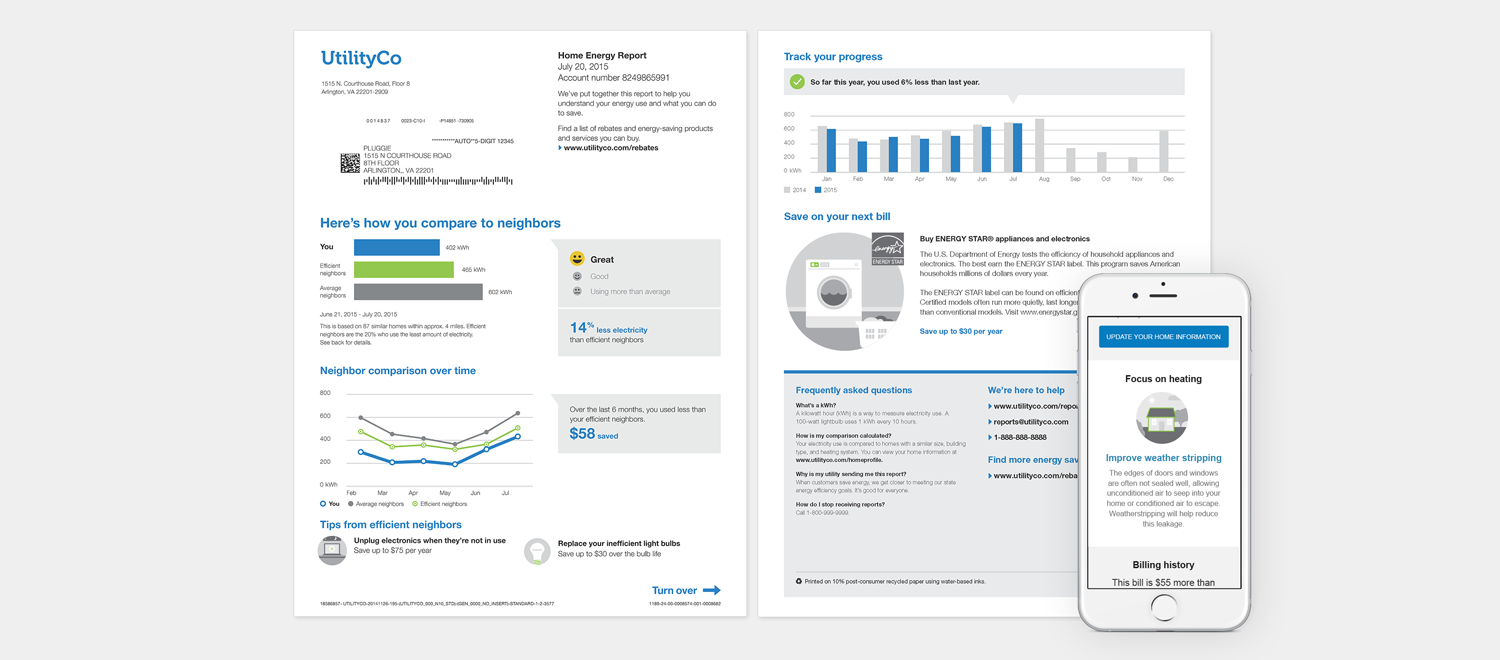 UtilityCo
1515 N. Courthouse Road, Floor 8
Arlington, VA 22201-2909
Home Energy Report
July 20, 2015
Account number 8249865991
We've put together this report to help you
understand your energy use and what you can do
to save.
Find a list of rebates and energy-saving products
and services you can buy.
www.utilityco.com/rebates
0014837 0023-C10-I -P14851 -730905
***********AUTO**5-DIGIT 12345
PLUGGIE
1515 N COURTHOUSE ROAD
8TH FLOOR
ARLINGTON,, VA 22201
Here's how you compare to neighbors
You
402 kWh
Efficient
neighbors
465 kWh
Average
neighbors
602 kWh
June 21, 2015 - July 20, 2015
This is based on 87 similar homes within approx. 4 miles. Efficient
neighbors are the 20% who use the least amount of electricity.
See back for details.
Great
Good
Using more than average
14% less electricity
than efficient neighbors
Neighbor comparison over time
800
600
400
200
0 kWh
Feb Mar Apr May Jun Jul
You Average neighbors Efficient neighbors
Over the last 6 months, you used less than
your efficient neighbors.
$58 saved
Tips from efficient neighbors
Unplug electronics when they're not in use
Save up to $75 per year
Replace your inefficient light bulbs
Save up to $30 over the bulb life
Turn over
Track your progress
So far this year, you used 6% less than last year.
800
600
400
200
0 kWh
Jan Feb Mar Apr May Jun Jul Aug Sep Oct Nov Dec
2014 2015
Save on your next bill
ENERGY STAR
Buy ENERGY STAR® appliances and electronics
The U.S. Department of Energy tests the efficiency of household appliances and
electronics. The best earn the ENERGY STAR label. This program saves American
households millions of dollars every year.
The ENERGY STAR label can be found on efficient
Certified models often run more quietly, last longer
than conventional models. Visit www.energystar.g
Save up to $30 per year
Frequently asked questions
What's a kWh?
A kilowatt hour (kWh) is a way to measure electricity use. A
100-watt lightbulb uses 1 kWh every 10 hours.
How is my comparison calculated?
Your electricity use is compared to homes with a similar size, building
type, and heating system. You can view your home information at
www.utilityco.com/homeprofile.
Why is my utility sending me this report?
When customers save energy, we get closer to meeting our state
energy efficiency goals. It's good for everyone.
How do I stop receiving reports?
Call 1-800-999-9999.
We're here to help
www.utilityco.com/repo
reports@utilityco.com
1-888-888-8888
Find more energy sav
www.utilityco.com/reba
Printed on 10% post-consumer recycled paper using water-based inks.
UPDATE YOUR HOME INFORMATION
Focus on heating
Improve weather stripping
The edges of doors and windows
are often not sealed well, allowing
unconditioned air to seep into your
home or conditioned air to escape.
Weatherstripping will help reduce
this leakage.
Billing history
This bill is $55 more than